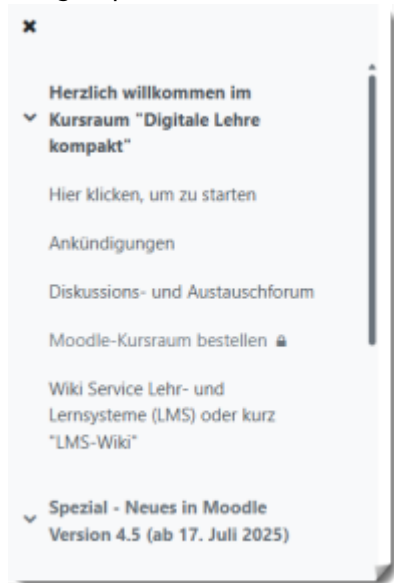 Herzlich willkommen im
Kursraum "Digitale Lehre
kompakt"
Hier klicken, um zu starten
Ankündigungen
Diskussions- und Austauschforum
Moodle-Kursraum bestellen
Wiki Service Lehr- und
Lernsysteme (LMS) oder kurz
"LMS-Wiki"
Spezial - Neues in Moodle
Version 4.5 (ab 17. Juli 2025)